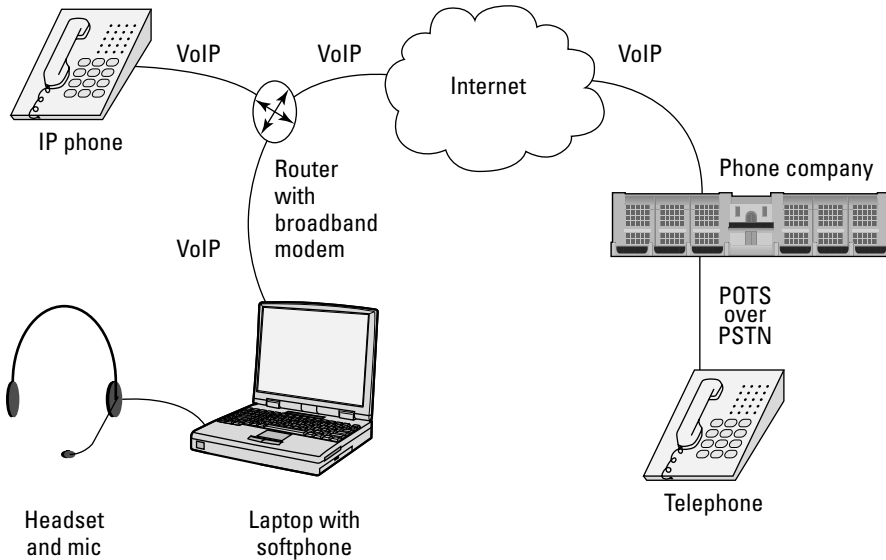 VoIP
VoIP
VoIP
Internet
IP phone
Router
with
broadband
modem
Phone company
VoIP
POTS
over
PSTN
Telephone
Headset
and mic
Laptop with
softphone